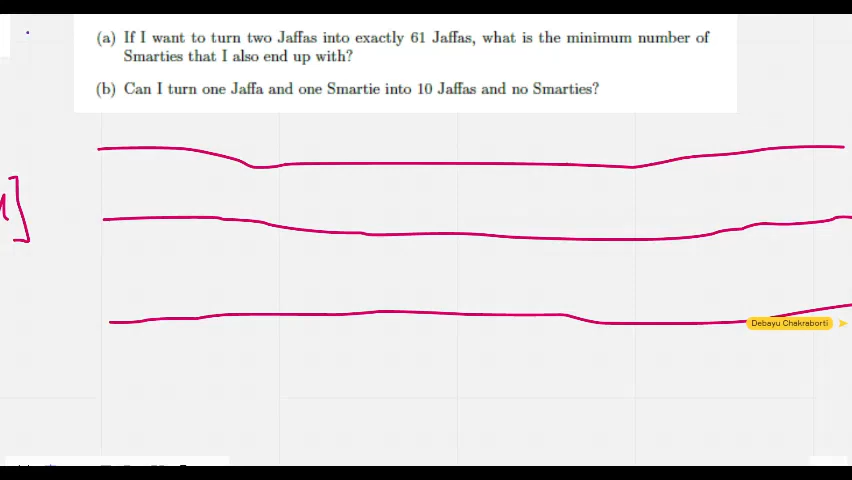 (a) If I want to turn two Jaffas into exactly 61 Jaffas, what is the minimum number of
Smarties that I also end up with?
(b) Can I turn one Jaffa and one Smartie into 10 Jaffas and no Smarties?
Debayu Chakraborti